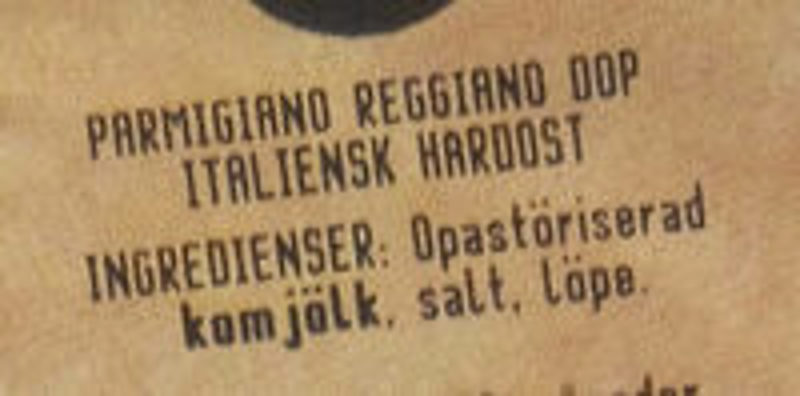 PARMIGIANO REGGIANO DOP
ITALIENSK HARDOST
INGREDIENSER: Opastöriserad
komjölk, salt, löpe.